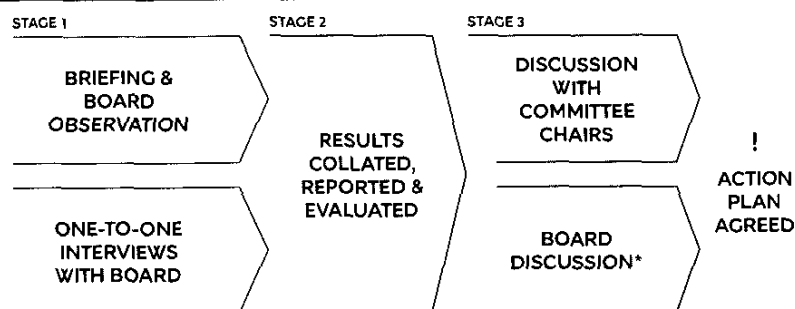 STAGE 1
BRIEFING &
BOARD
OBSERVATION
ONE-TO-ONE
INTERVIEWS
WITH BOARD
STAGE 2
RESULTS
COLLATED,
REPORTED &
EVALUATED
STAGE 3
DISCUSSION
WITH
COMMITTEE
CHAIRS
BOARD
DISCUSSION*
!
ACTION
PLAN
AGREED